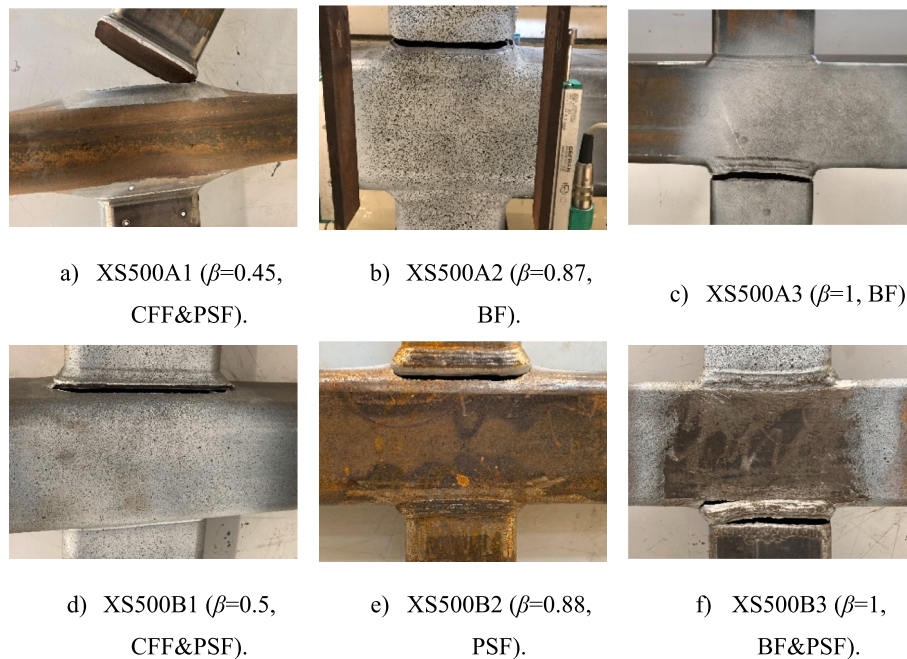 a) XS500A1 (β=0.45,
CFF&PSF).
b) XS500A2 (β=0.87,
BF).
c) XS500A3 (β=1, BF)
d) XS500B1 (β=0.5,
CFF&PSF).
e) XS500B2 (β=0.88,
PSF).
f) XS500B3 (β=1,
BF&PSF).